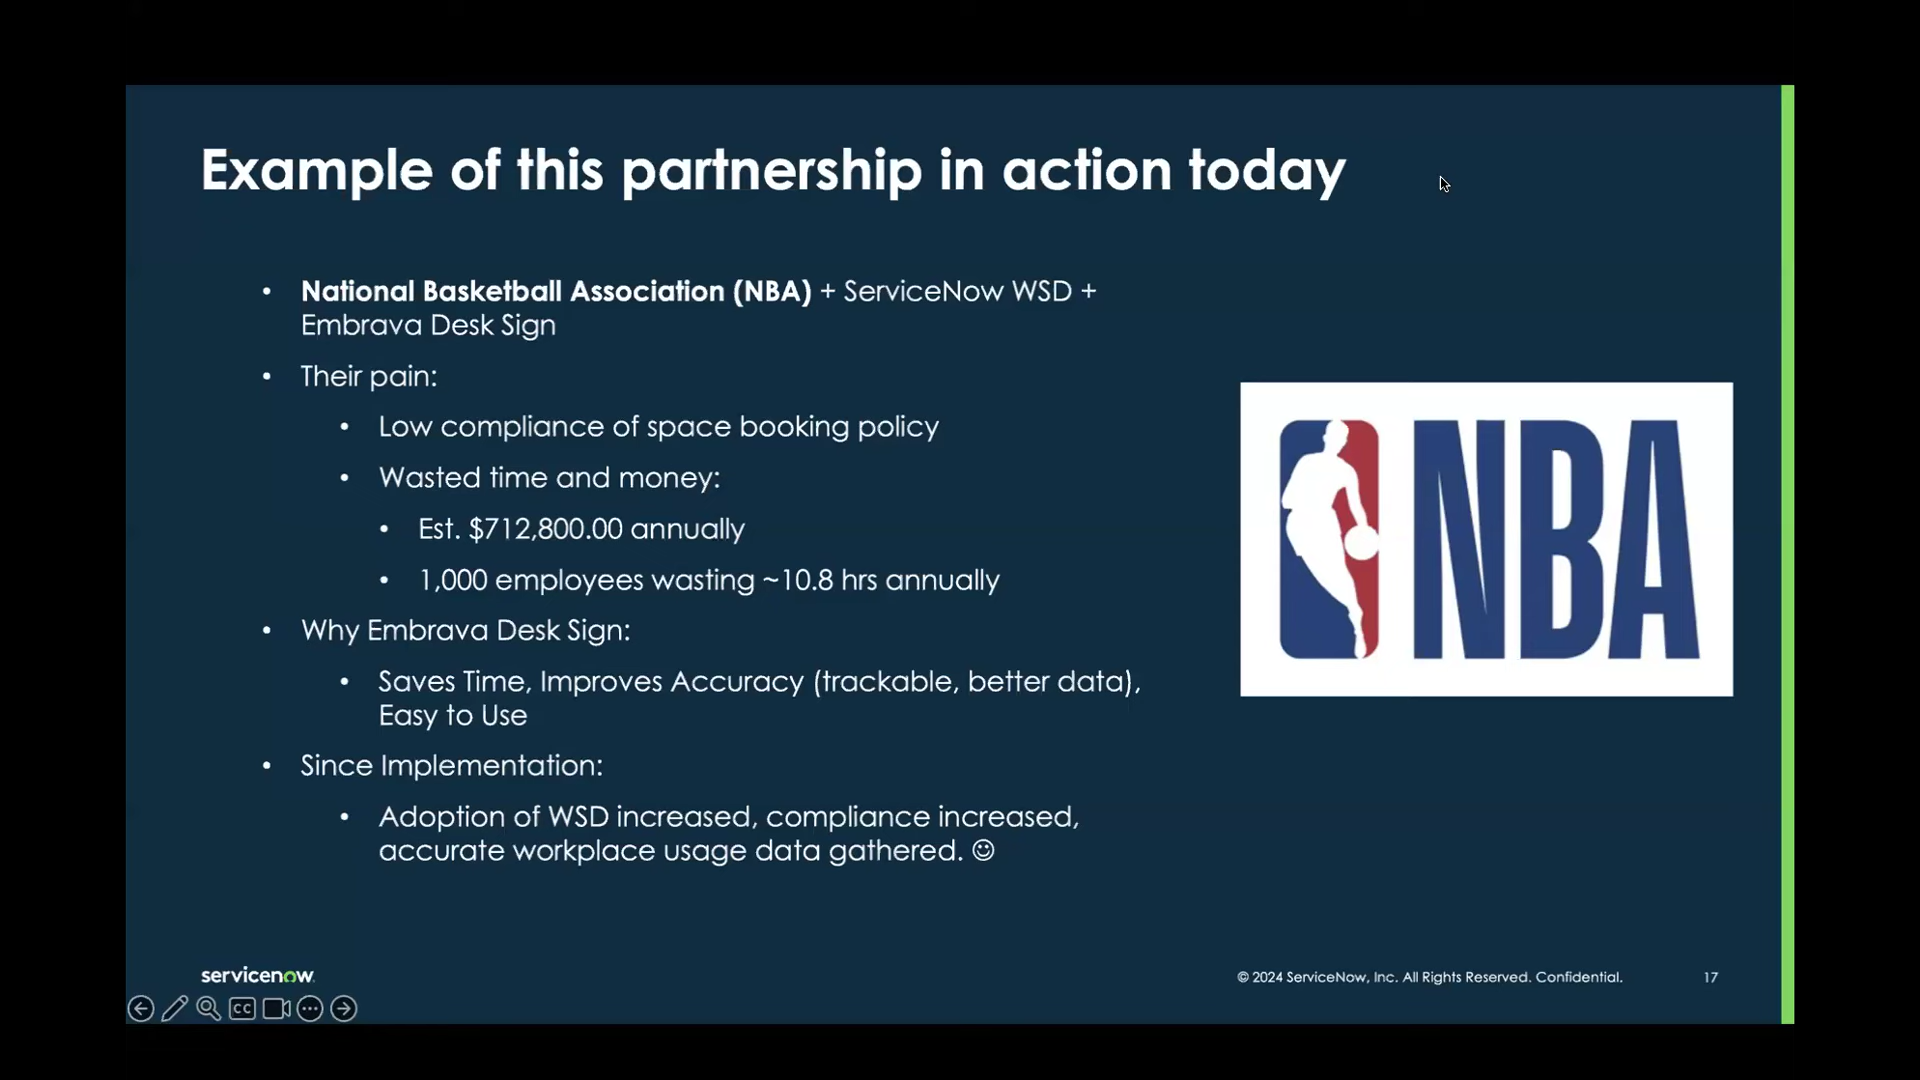 Example of this partnership in action today
• National Basketball Association (NBA) + ServiceNow WSD +
Embrava Desk Sign
• Their pain:
• Low compliance of space booking policy
• Wasted time and money:
• Est. $712,800.00 annually
• 1,000 employees wasting ~10.8 hrs annually
• Why Embrava Desk Sign:
• Saves Time, Improves Accuracy (trackable, better data),
Easy to Use
• Since Implementation:
• Adoption of WSD increased, compliance increased,
accurate workplace usage data gathered. ☺
NBA
servicenow
© 2024 ServiceNow, Inc. All Rights Reserved. Confidential.
17
CC